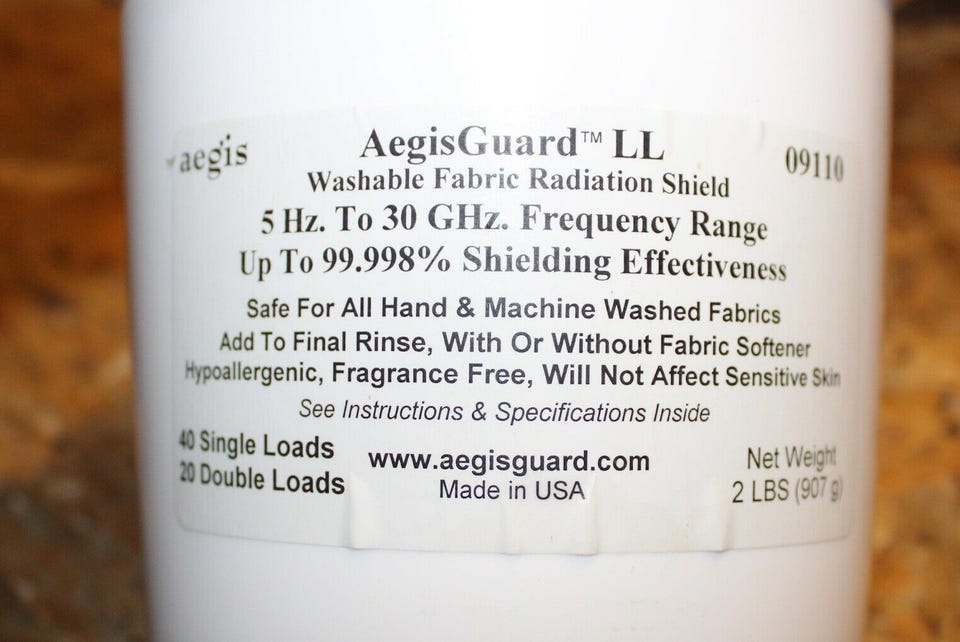 aegis
AegisGuard™ LL
09110
Washable Fabric Radiation Shield
5 Hz. To 30 GHz. Frequency Range
Up To 99.998% Shielding Effectiveness
Safe For All Hand & Machine Washed Fabrics
Add To Final Rinse, With Or Without Fabric Softener
Hypoallergenic, Fragrance Free, Will Not Affect Sensitive Skin
See Instructions & Specifications Inside
40 Single Loads
20 Double Loads
www.aegisguard.com
Made in USA
Net Weight
2 LBS (907 g)